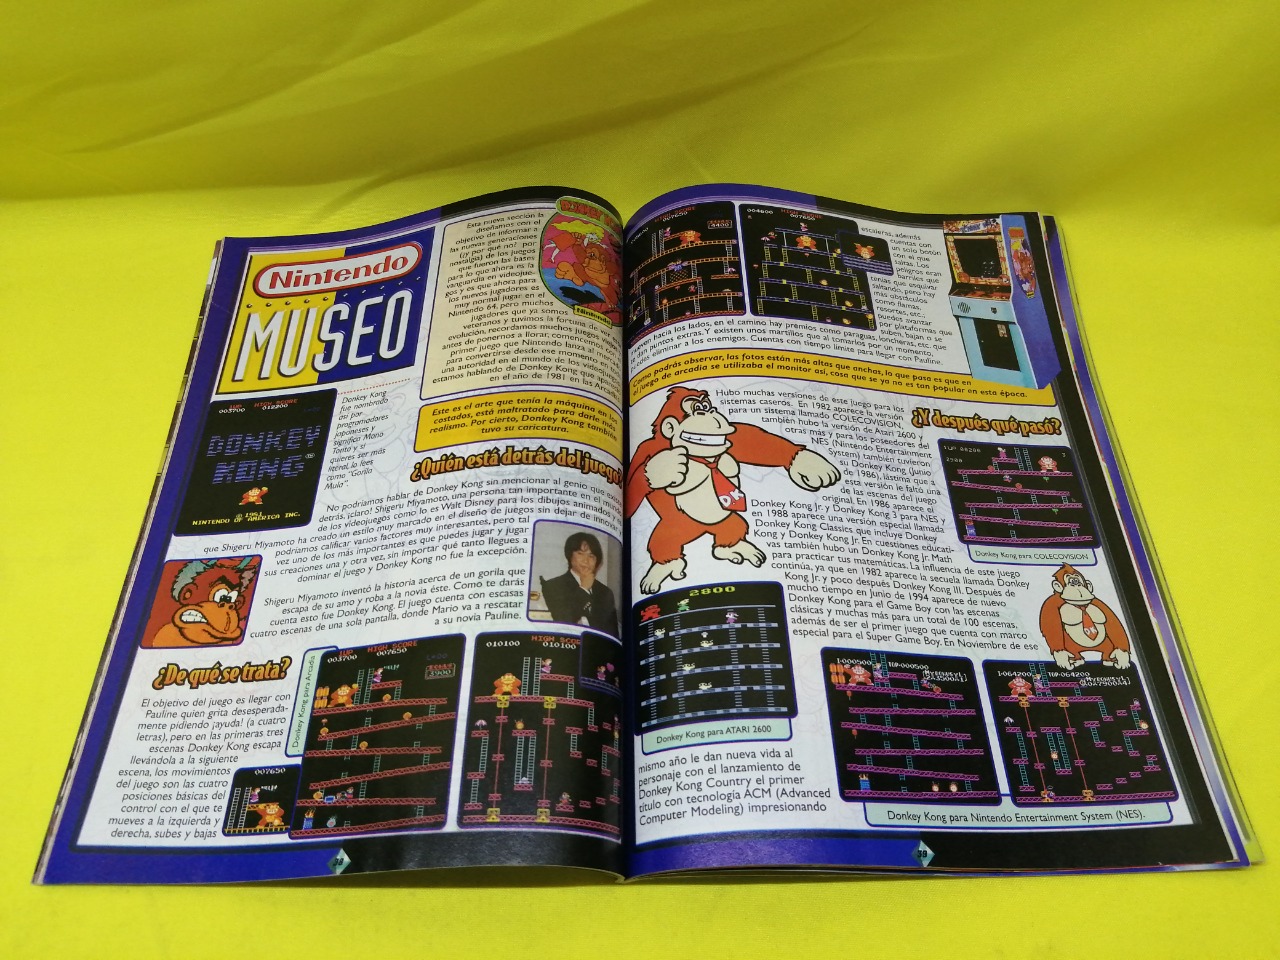 Nintendo
MUSEO
Esta nueva sección la
diseñamos con el
objetivo de informar a
las nuevas generaciones
(¡y por qué no? por
nostalgia) de los juegos
que fueron las bases
para lo que ahora es la
vanguardia en videojue-
gos y es que ahora para
los nuevos jugadores es
muy normal jugar en el
Nintendo 64, pero muchos
jugadores que ya somos
veteranos y tuvimos la fortuna de ver
evolución, recordamos muchos juegos
antes de ponernos a llorar, comencemos con
primer juego que Nintendo lanza al
para convertirse desde ese momento en
una autoridad en el mundo de los videojuegos
estamos hablando de Donkey Kong que
en el año de 1981 en las Arcadias
Nintendo
Este es el arte que tenía la máquina en los
costados, esté maltratado para darle más
realismo. Por cierto, Donkey Kong también
tuvo su caricatura.
1UP HIGH SCORE
003700 012200
DONKEY
KONG
© 1981
NINTENDO OF AMERICA INC.
Donkey Kong
fue nombrado
así por los
programadores
japoneses y
significa Mono
Tonto y si
quieres ser más
literal, la lees
como "Gorila
Mula".
¿Quién está detrás del juego?
No podríamos hablar de Donkey Kong sin mencionar al genio que
detrás, ¡claro! Shigeru Miyamoto, una persona tan importante en el mundo
de los videojuegos como lo es Walt Disney para los dibujos animados y
que Shigeru Miyamoto ha creado un estilo muy marcado en el diseño de juegos sin dejar de innovar
podríamos calificar varios factores muy interesantes, pero tal
vez uno de los más importantes es que puedes jugar y jugar
sus creaciones una y otra vez, sin importar qué tanto llegues a
dominar el juego y Donkey Kong no fue la excepción.
Shigeru Miyamoto inventó la historia acerca de un gorila que
escapa de su amo y roba a la novia éste. Como te darás
cuenta esto fue Donkey Kong. El juego cuenta con escasas
cuatro escenas de una sola pantalla, donde Mario va a rescatar
a su novia Pauline.
¿De qué se trata?
El objetivo del juego es llegar con
Pauline quien grita desesperada-
mente pidiendo ¡ayuda! (a cuatro
letras), pero en las primeras tres
escenas Donkey Kong escapa
llevándola a la siguiente
escena, los movimientos
del juego son las cuatro
posiciones básicas del
control con el que te
mueves a la izquierda y
derecha, subes y bajas
007650
Donkey Kong para Arcadia
1UP HIGH SCORE
003700 007650
3900
HIGH SCORE
010100 010100
38
007650
8400
004600 HIGH SCORE
007650
escaleras, además
cuentas con
un solo botón
con el que
saltas. Los
peligros eran
barriles que
tenías que esquivar
saltando, pero hay
más obstáculos
como llamas,
resortes, etc.;
puedes avanzar
por plataformas que
suben, bajan o se
mueven hacia los lados, en el camino hay premios como paraguas, loncheras, etc. que
te dan puntos extras. Y existen unos martillos que al tomarlos por un momento,
puedes eliminar a los enemigos. Cuentas con tiempo límite para llegar con Pauline.
Como podrás observar, las fotos están más altas que anchas, lo que pasa es que en
el juego de arcadia se utilizaba el monitor así, cosa que se ya no es tan popular en esta época.
¿Y después qué pasó?
Hubo muchas versiones de este juego para los
sistemas caseros. En 1982 aparece la versión
para un sistema llamado COLECOVISION,
también hubo la versión de Atari 2600 y
otras más y para los poseedores del
NES (Nintendo Entertainment
System) también tuvieron
su Donkey Kong (Junio
de 1986), lástima que a
esta versión le faltó una
de las escenas del juego
original. En 1986 aparece el
Donkey Kong Jr. y Donkey Kong 3 para NES y
en 1988 aparece una versión especial llamada
Donkey Kong Classics que incluye Donkey
Kong y Donkey Kong Jr. En cuestiones educati-
vas también hubo un Donkey Kong Jr. Math
para practicar tus matemáticas. La influencia de este juego
continúa, ya que en 1982 aparece la secuela llamada Donkey
Kong Jr. y poco después Donkey Kong III. Después de
mucho tiempo en Junio de 1994 aparece de nuevo
Donkey Kong para el Game Boy con las escenas
clásicas y muchas más para un total de 100 escenas,
además de ser el primer juego que cuenta con marco
especial para el Super Game Boy. En Noviembre de ese
DK
Donkey Kong para COLECOVISION
2800
Donkey Kong para ATARI 2600
mismo año le dan nueva vida al
personaje con el lanzamiento de
Donkey Kong Country el primer
título con tecnología ACM (Advanced
Computer Modeling) impresionando
I-000500 TOP-000500
I-064200 TOP-064200
Donkey Kong para Nintendo Entertainment System (NES).
39